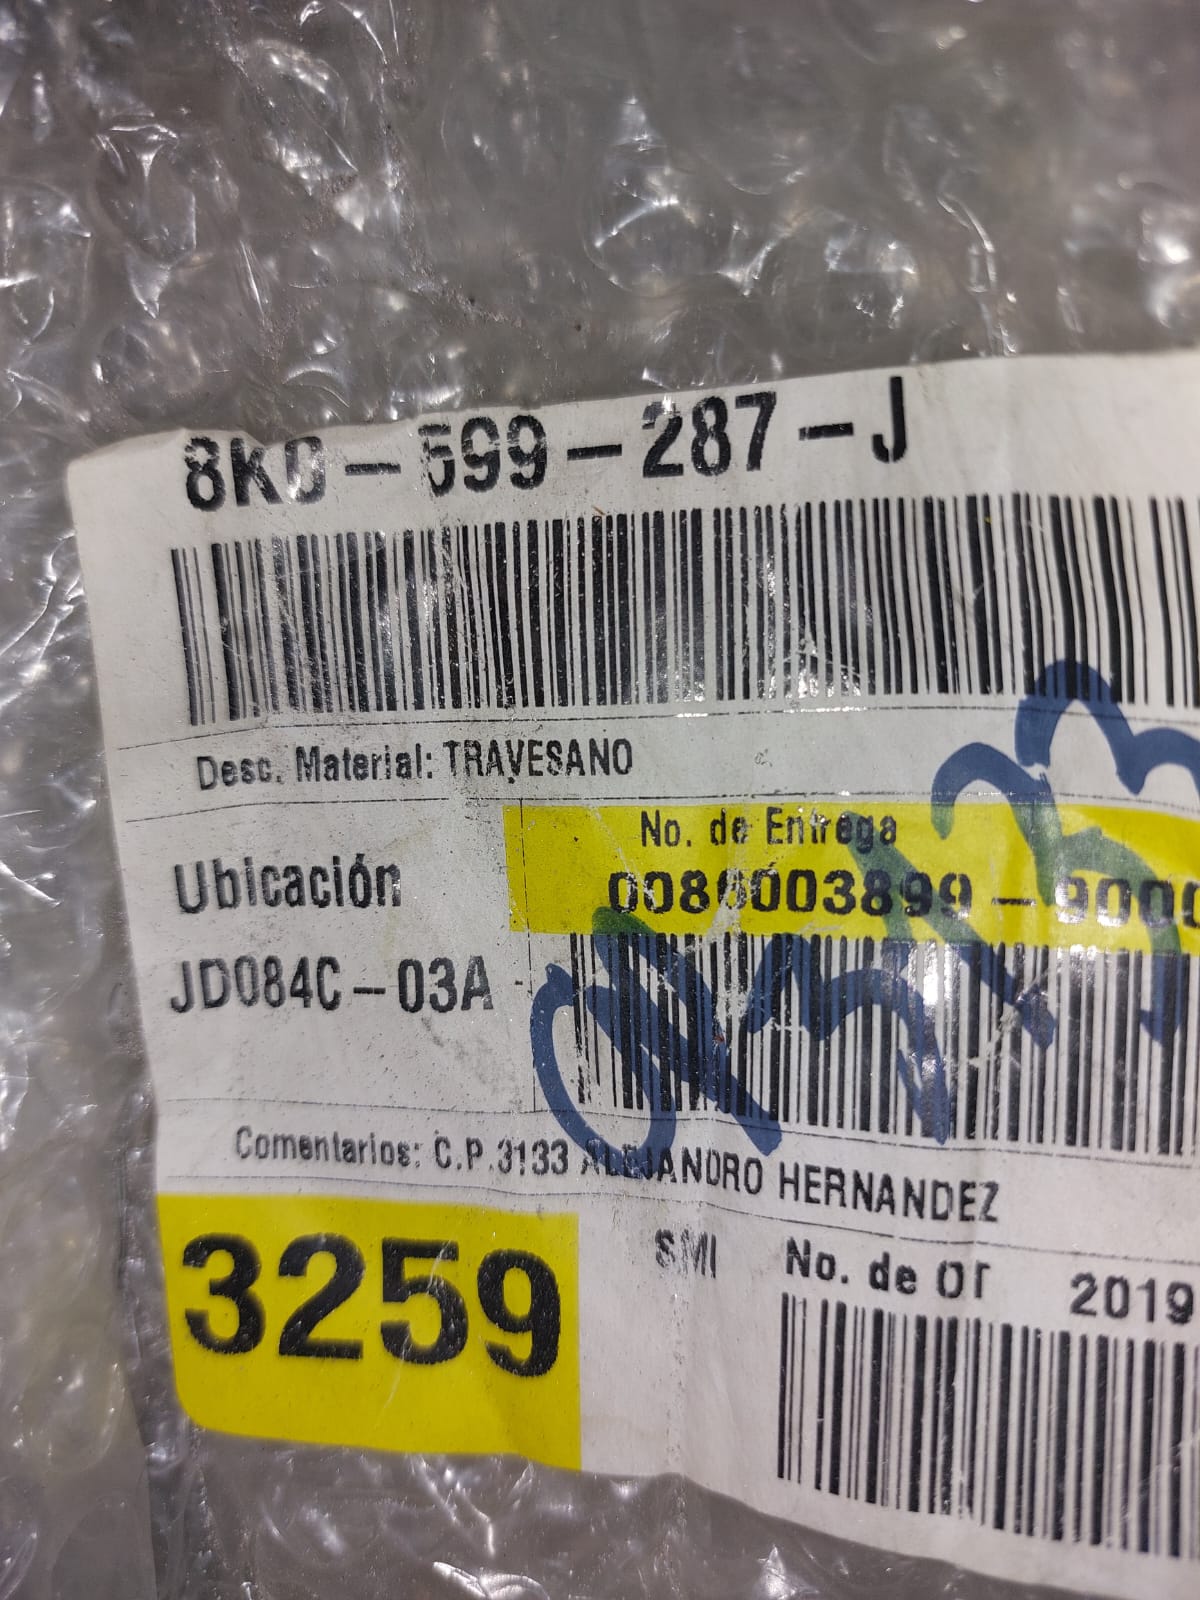 8K0-599-287-J
Desc. Material: TRAVESANO
No. de Entrega
Ubicación
JD084C-03A
Comentarios: C.P.3133 ALEJANDRO HERNANDEZ
3259
SMI
No. de OT 2019